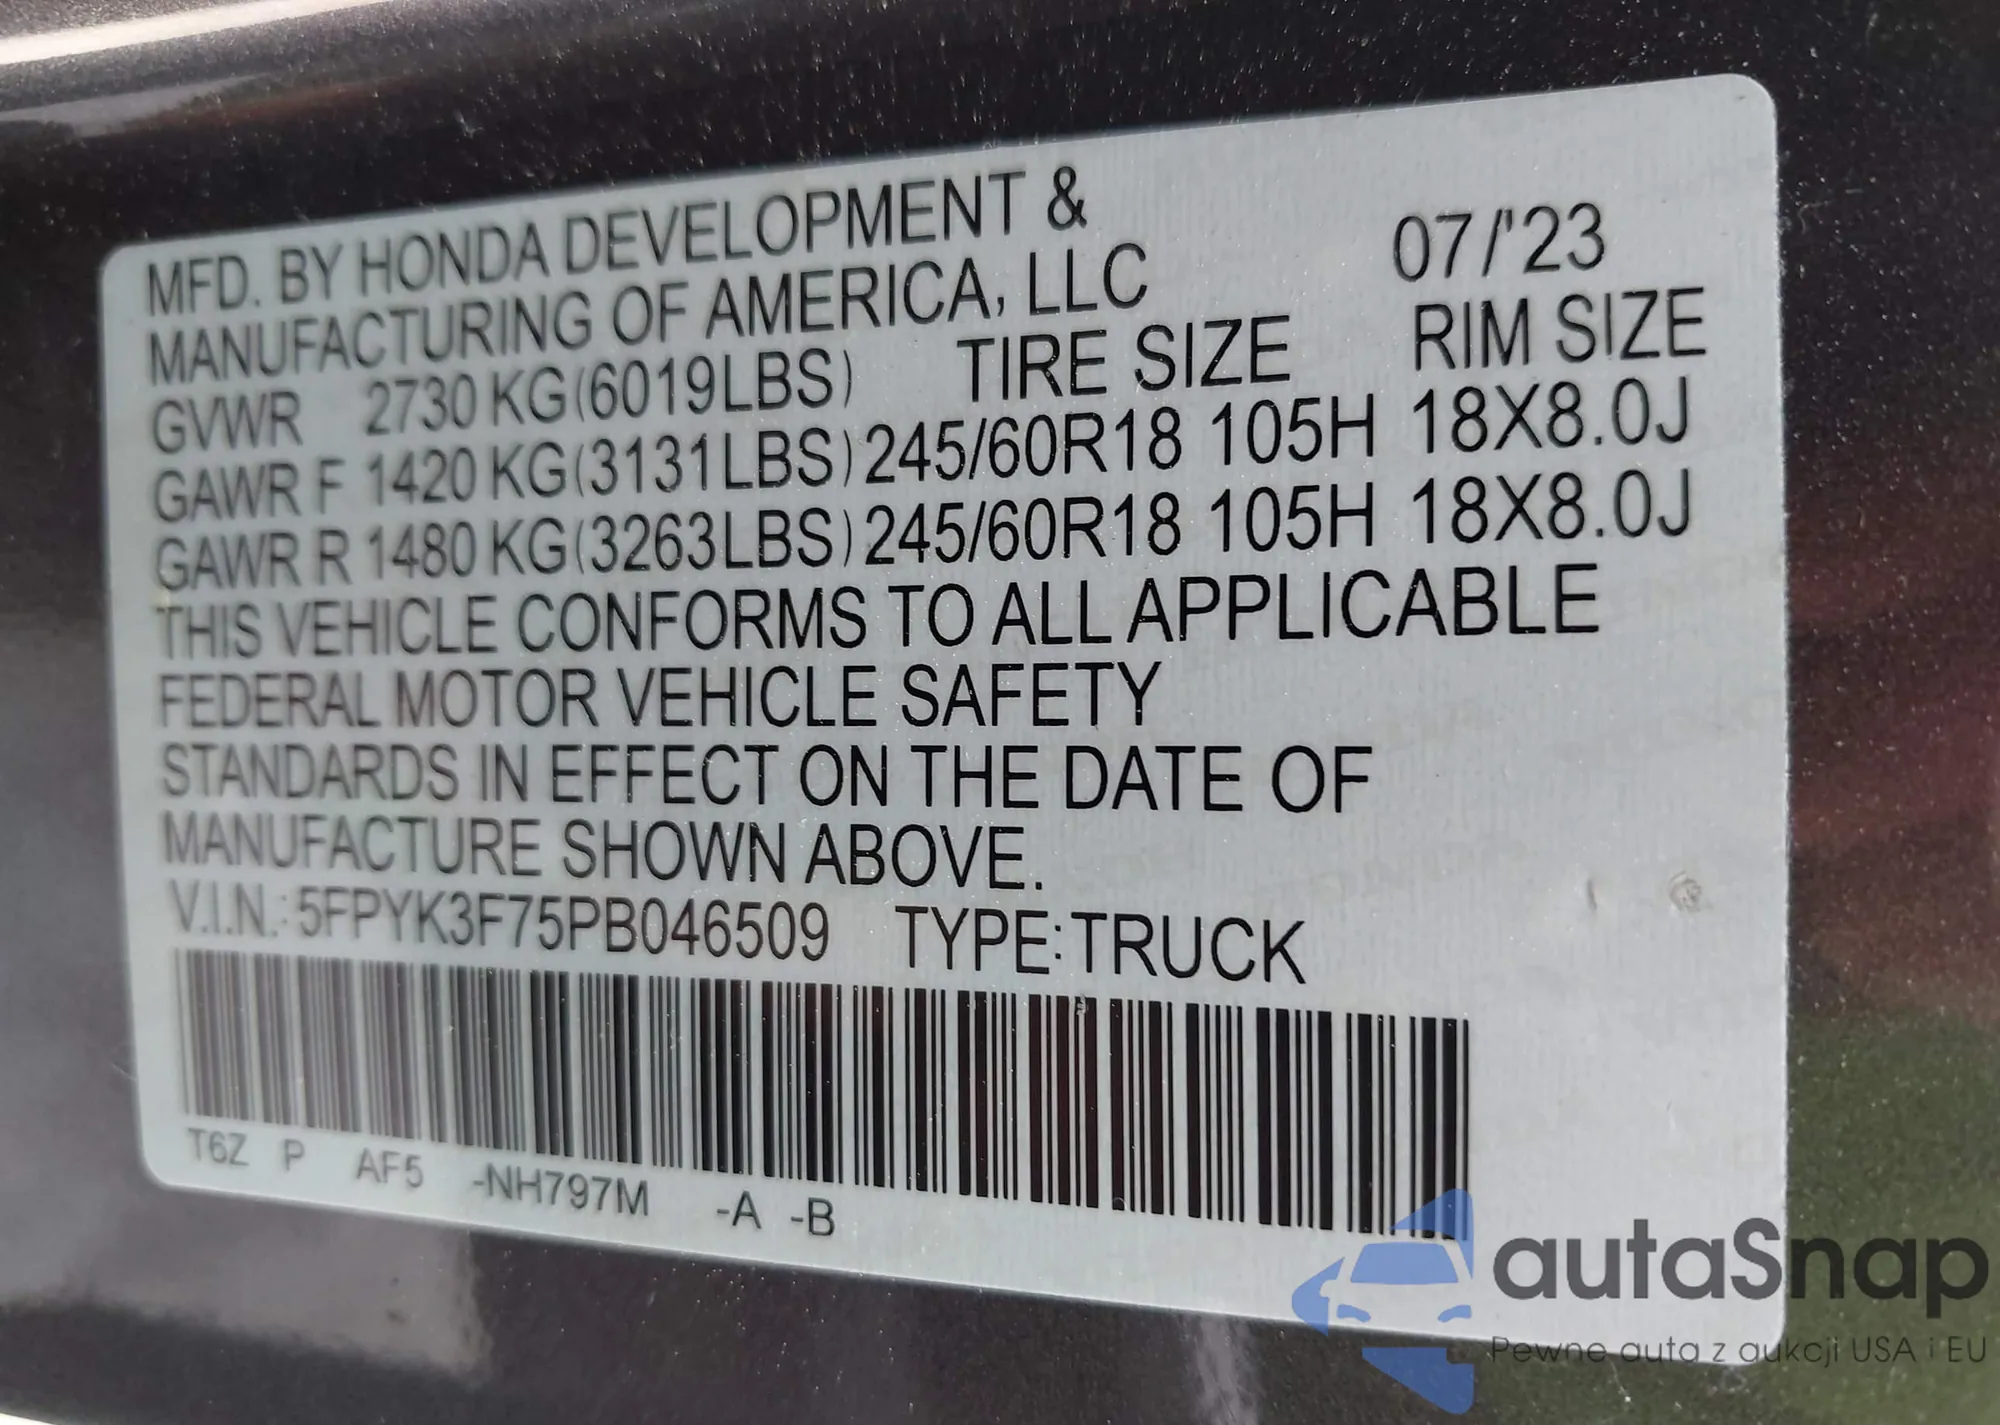 MFD. BY HONDA DEVELOPMENT &
MANUFACTURING OF AMERICA, LLC 07/'23
GVWR 2730 KG(6019LBS) TIRE SIZE RIM SIZE
GAWR F 1420 KG(3131LBS) 245/60R18 105H 18X8.0J
GAWR R 1480 KG(3263LBS) 245/60R18 105H 18X8.0J
THIS VEHICLE CONFORMS TO ALL APPLICABLE
FEDERAL MOTOR VEHICLE SAFETY
STANDARDS IN EFFECT ON THE DATE OF
MANUFACTURE SHOWN ABOVE.
V.I.N.: 5FPYK3F75PB046509 TYPE:TRUCK
T6Z P AF5 -NH797M -A -B
autaSnap
Pewne auta z aukcji USA i EU